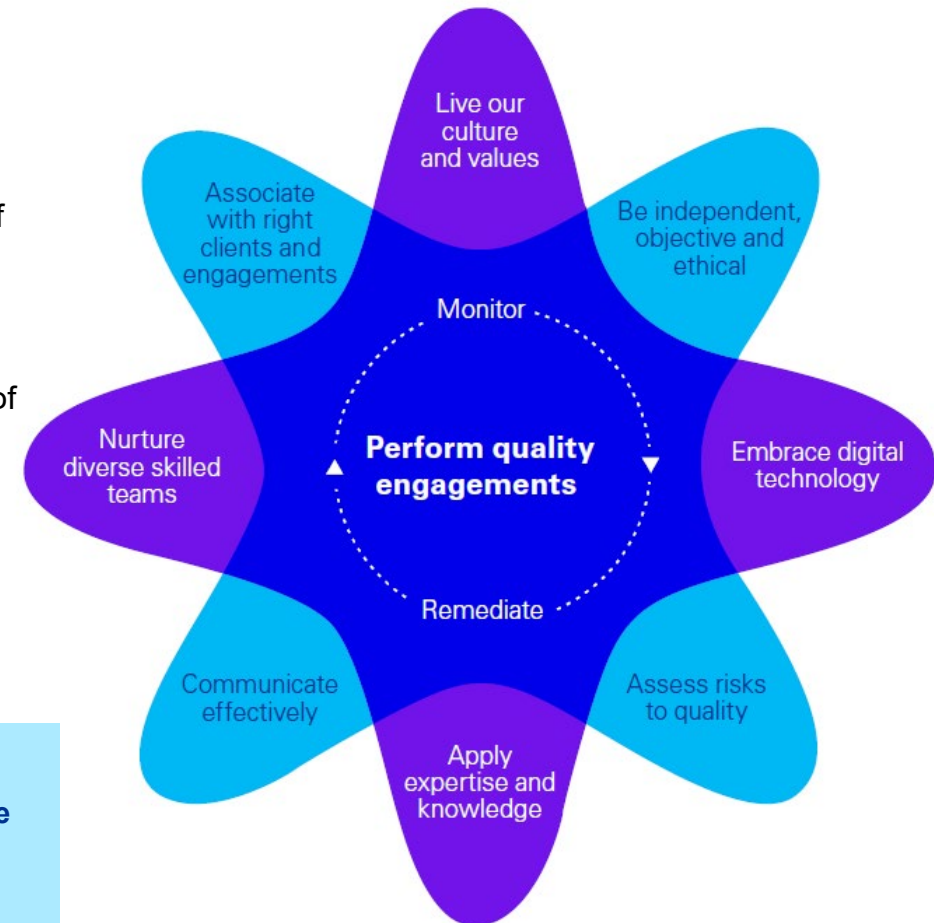 Live our
culture
and values
Associate
with right
clients and
engagements
Be independent,
objective and
ethical
Monitor
of
Nurture
diverse skilled
teams
Perform quality
engagements
Embrace digital
technology
Remediate
Communicate
effectively
Assess risks
to quality
Apply
expertise and
knowledge